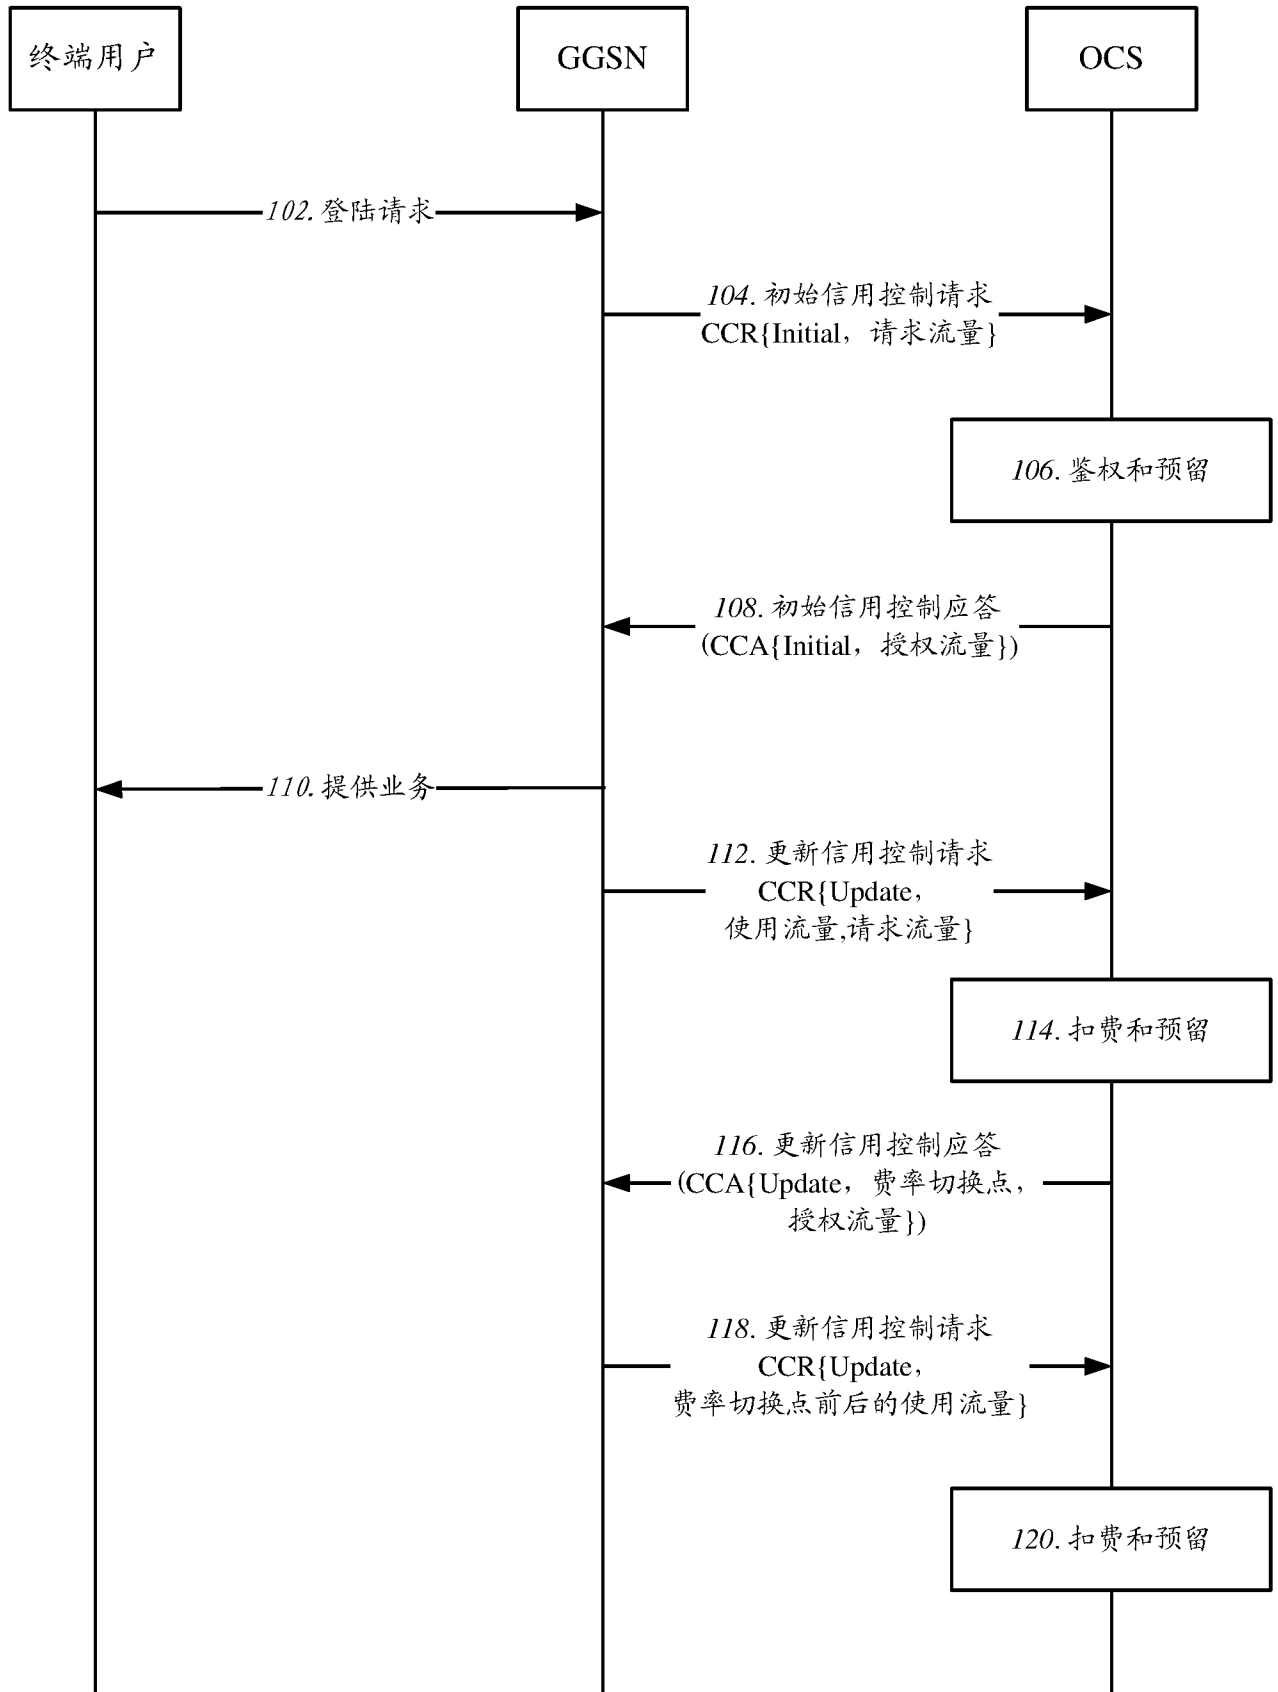 终端用户
GGSN
OCS
102.登陆请求
104.初始信用控制请求
CCR{Initial，请求流量}
106.鉴权和预留
108.初始信用控制应答
(CCA{Initial，授权流量})
110.提供业务
112.更新信用控制请求
CCR{Update，
使用流量,请求流量}
114.扣费和预留
116.更新信用控制应答
(CCA{Update，费率切换点，
授权流量})
118.更新信用控制请求
CCR{Update，
费率切换点前后的使用流量}
120.扣费和预留